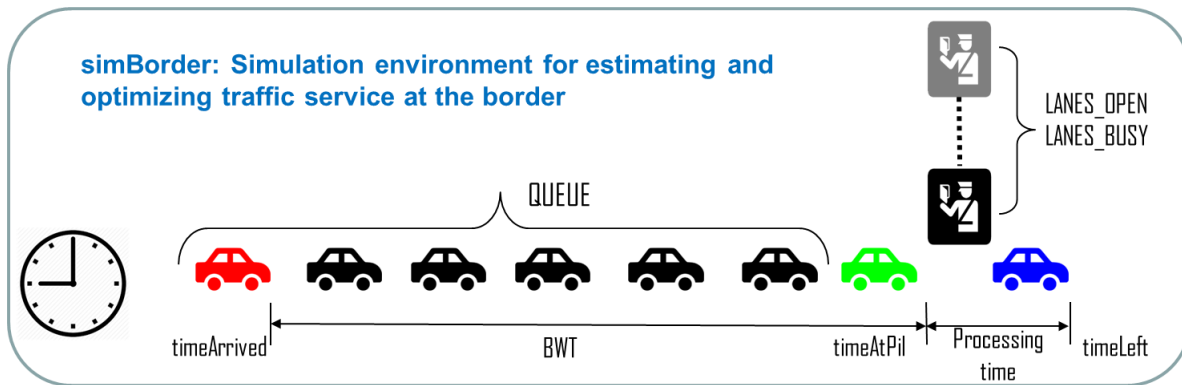 simBorder: Simulation environment for estimating and
optimizing traffic service at the border
LANES_OPEN
LANES_BUSY
QUEUE
timeArrived
BWT
timeAtPil
Processing
time
timeLeft